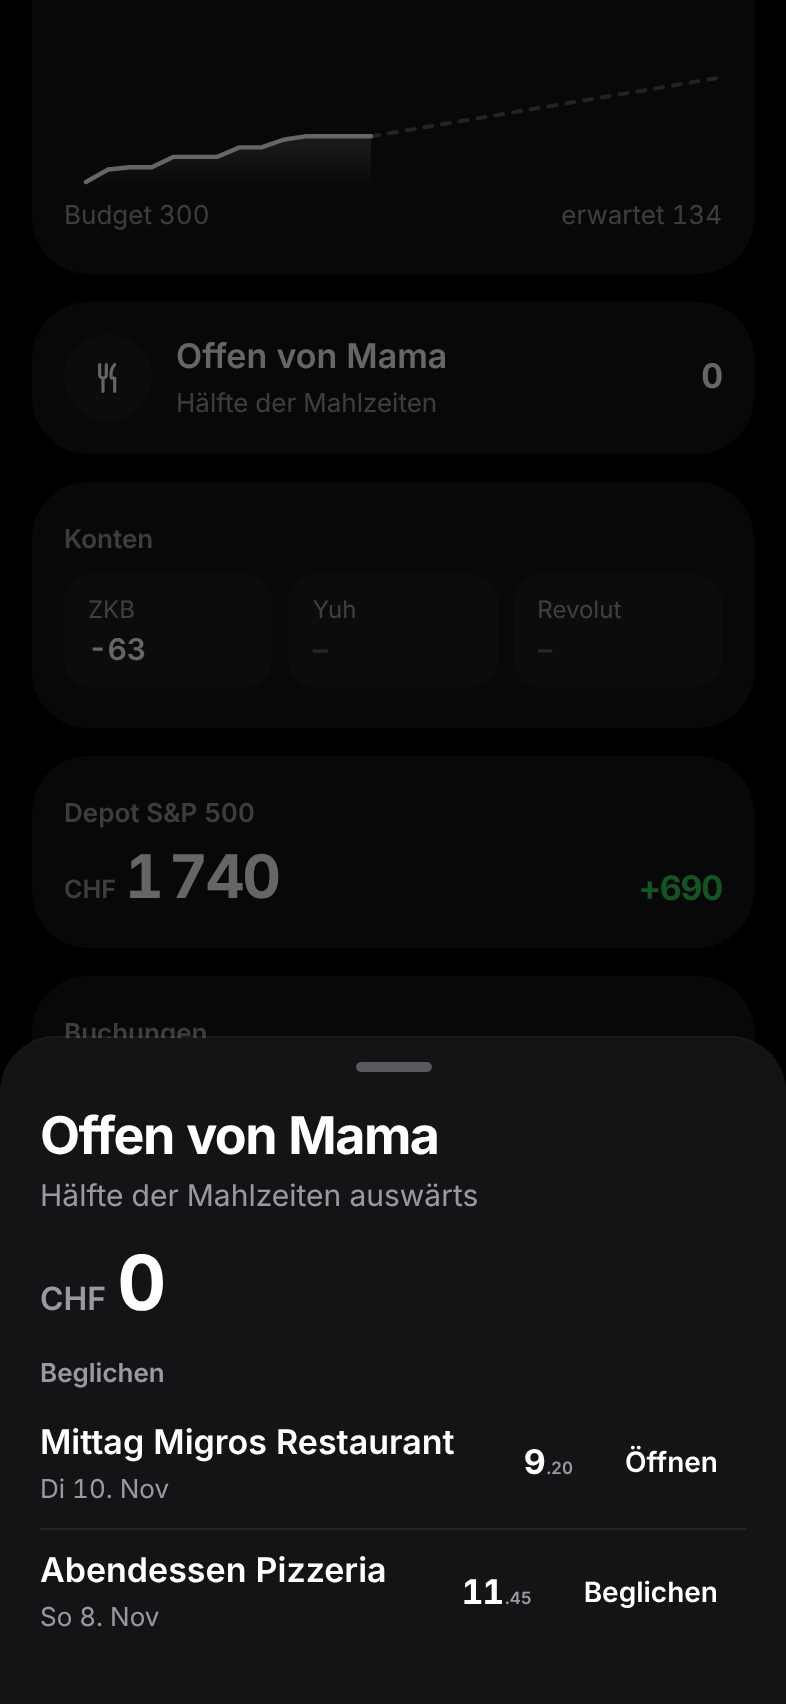 Budget 300
erwartet 134
Offen von Mama
Hälfte der Mahlzeiten
0
Konten
ZKB
-63
Yuh
–
Revolut
–
Depot S&P 500
CHF 1 740
+690
Buchungen
Offen von Mama
Hälfte der Mahlzeiten auswärts
CHF 0
Beglichen
Mittag Migros Restaurant
Di 10. Nov
9.20
Öffnen
Abendessen Pizzeria
So 8. Nov
11.45
Beglichen